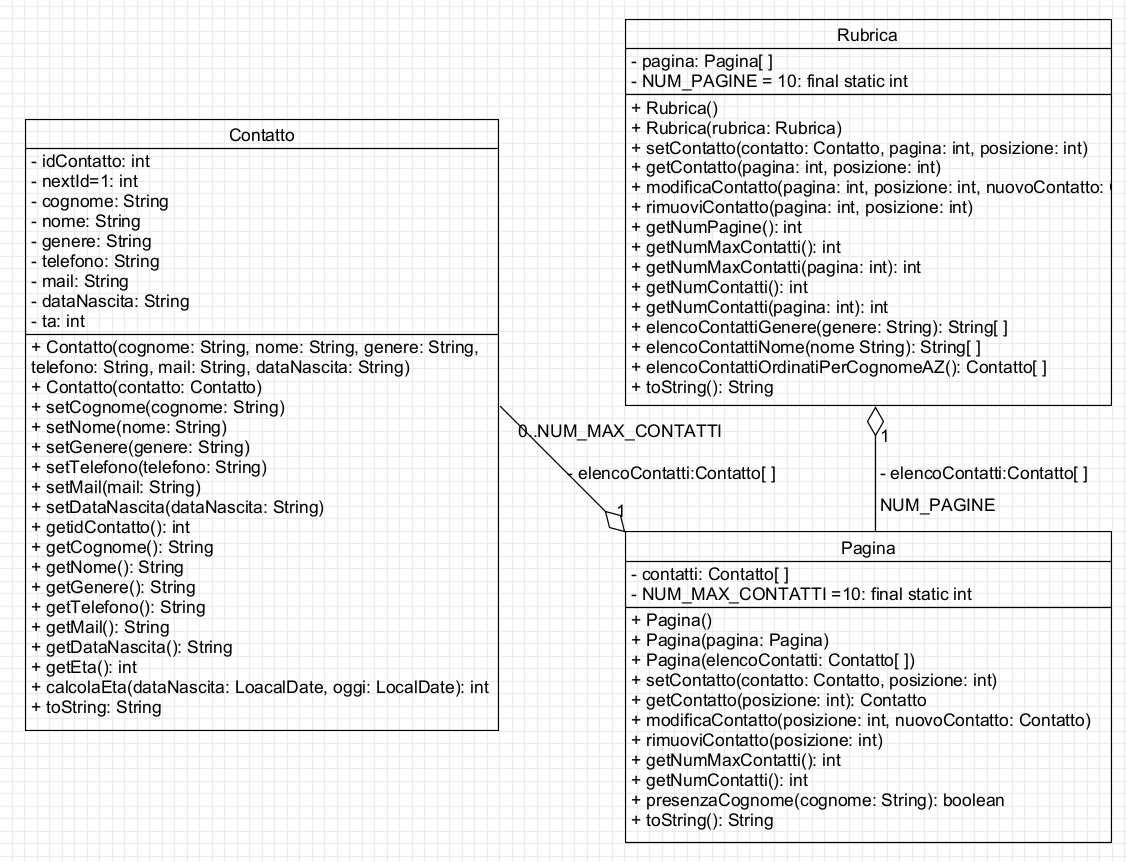 Contatto
- idContatto: int
- nextId=1: int
- cognome: String
- nome: String
- genere: String
- telefono: String
- mail: String
- dataNascita: String
- ta: int
+ Contatto(cognome: String, nome: String, genere: String,
telefono: String, mail: String, dataNascita: String)
+ Contatto(contatto: Contatto)
+ setCognome(cognome: String)
+ setNome(nome: String)
+ setGenere(genere: String)
+ setTelefono(telefono: String)
+ setMail(mail: String)
+ setDataNascita(dataNascita: String)
+ getidContatto(): int
+ getCognome(): String
+ getNome(): String
+ getGenere(): String
+ getTelefono(): String
+ getMail(): String
+ getDataNascita(): String
+ getEta(): int
+ calcolaEta(dataNascita: LoacalDate, oggi: LocalDate): int
+ toString: String
Rubrica
- pagina: Pagina[ ]
- NUM_PAGINE = 10: final static int
+ Rubrica()
+ Rubrica(rubrica: Rubrica)
+ setContatto(contatto: Contatto, pagina: int, posizione: int)
+ getContatto(pagina: int, posizione: int)
+ modificaContatto(pagina: int, posizione: int, nuovoContatto:
+ rimuoviContatto(pagina: int, posizione: int)
+ getNumPagine(): int
+ getNumMaxContatti(): int
+ getNumMaxContatti(pagina: int): int
+ getNumContatti(): int
+ getNumContatti(pagina: int): int
+ elencoContattiGenere(genere: String): String[ ]
+ elencoContattiNome(nome String): String[ ]
+ elencoContattiOrdinatiPerCognomeAZ(): Contatto[ ]
+ toString(): String
0..NUM_MAX_CONTATTI
- elencoContatti:Contatto[ ]
1
1
- elencoContatti:Contatto[ ]
NUM_PAGINE
Pagina
- contatti: Contatto[ ]
- NUM_MAX_CONTATTI =10: final static int
+ Pagina()
+ Pagina(pagina: Pagina)
+ Pagina(elencoContatti: Contatto[ ])
+ setContatto(contatto: Contatto, posizione: int)
+ getContatto(posizione: int): Contatto
+ modificaContatto(posizione: int, nuovoContatto: Contatto)
+ rimuoviContatto(posizione: int)
+ getNumMaxContatti(): int
+ getNumContatti(): int
+ presenzaCognome(cognome: String): boolean
+ toString(): String